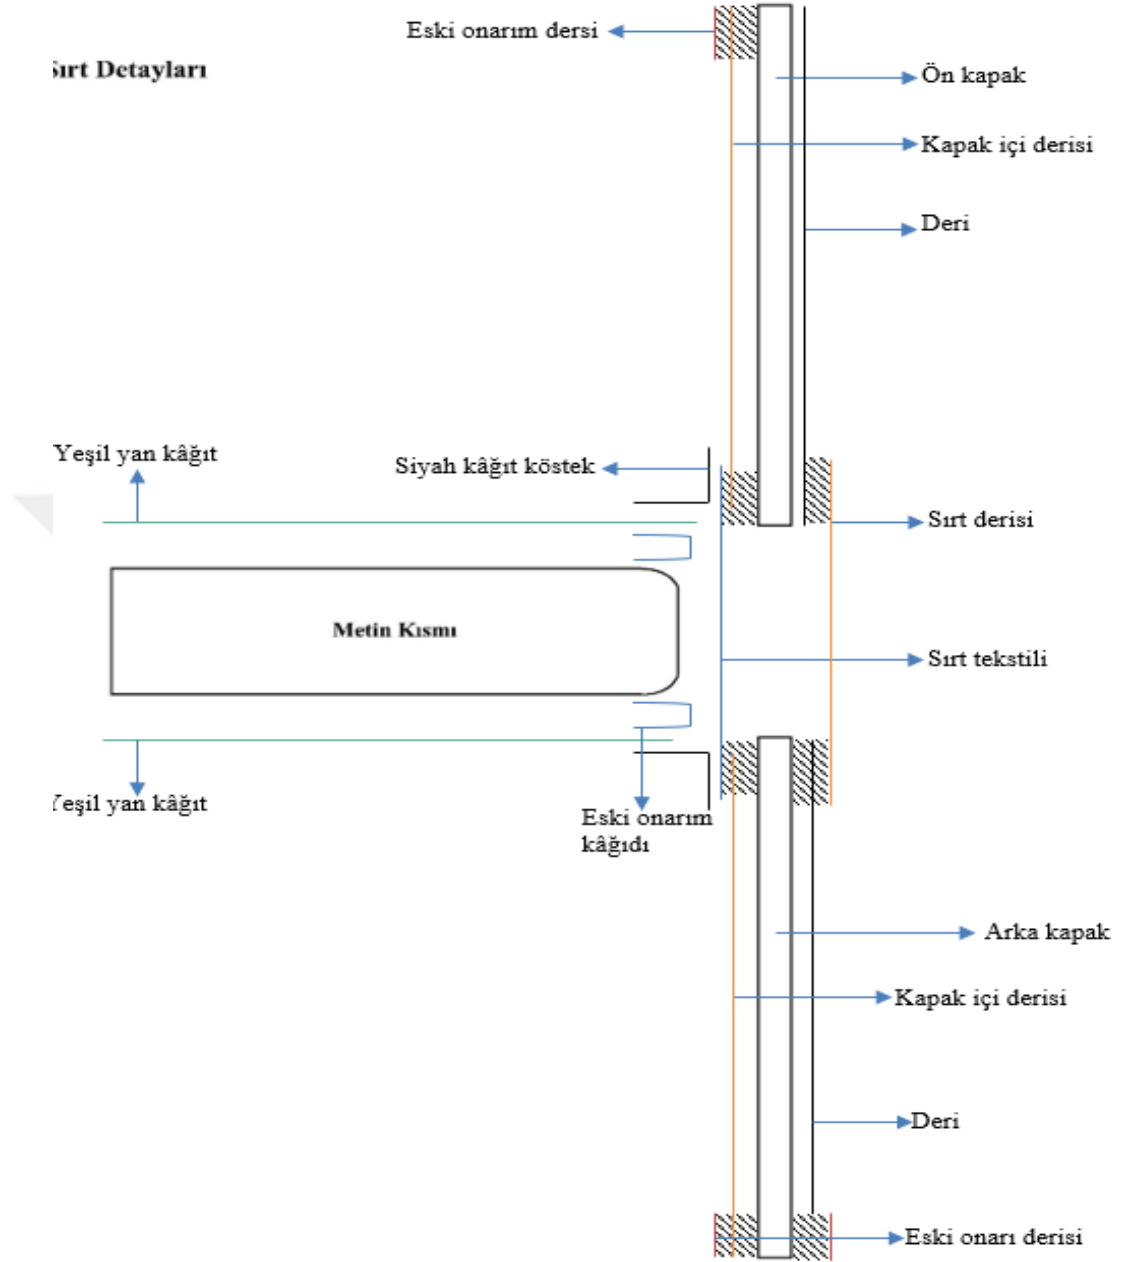 Eski onarım dersi
Sırt Detayları
Ön kapak
Kapak içi derisi
Deri
Yeşil yan kâğıt
Siyah kâğıt köstek
Sırt derisi
Metin Kısmı
Sırt tekstili
Yeşil yan kâğıt
Eski onarım
kâğıdı
Arka kapak
Kapak içi derisi
Deri
Eski onarı derisi